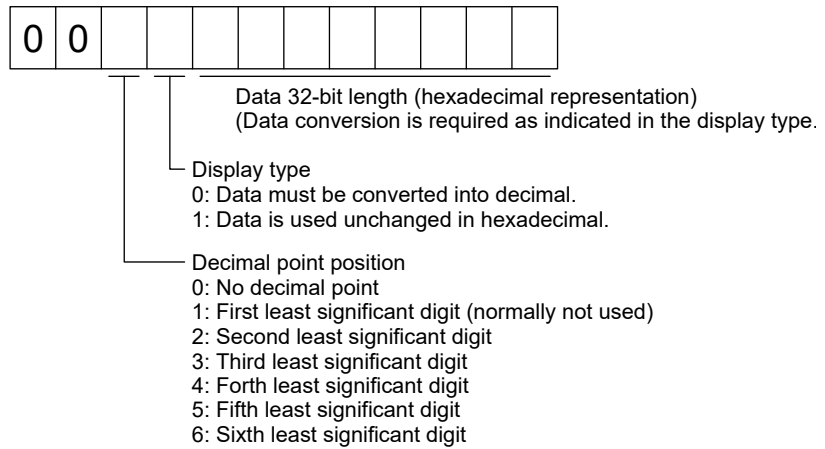 0 0
Data 32-bit length (hexadecimal representation)
(Data conversion is required as indicated in the display type.
Display type
0: Data must be converted into decimal.
1: Data is used unchanged in hexadecimal.
Decimal point position
0: No decimal point
1: First least significant digit (normally not used)
2: Second least significant digit
3: Third least significant digit
4: Forth least significant digit
5: Fifth least significant digit
6: Sixth least significant digit